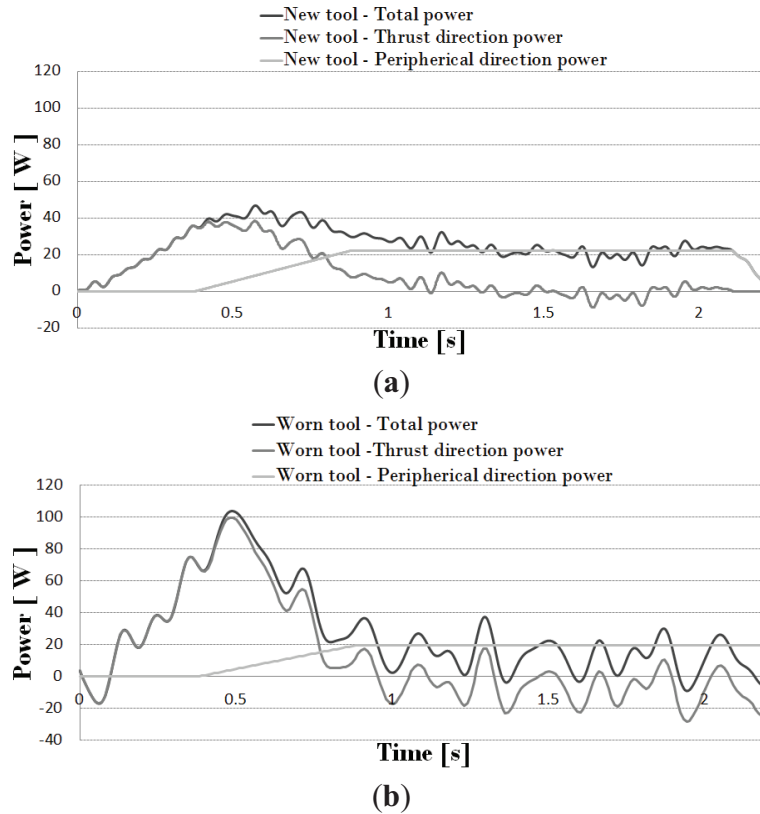 New tool - Total power
New tool - Thrust direction power
New tool - Peripherical direction power
120
100
80
60
40
20
0
-20
Power [ W ]
0 0.5 1 1.5 2
Time [s]
(a)
Worn tool - Total power
Worn tool -Thrust direction power
Worn tool - Peripherical direction power
120
100
80
60
40
20
0
-20
-40
Power [ W ]
0 0.5 1 1.5 2
Time [s]
(b)